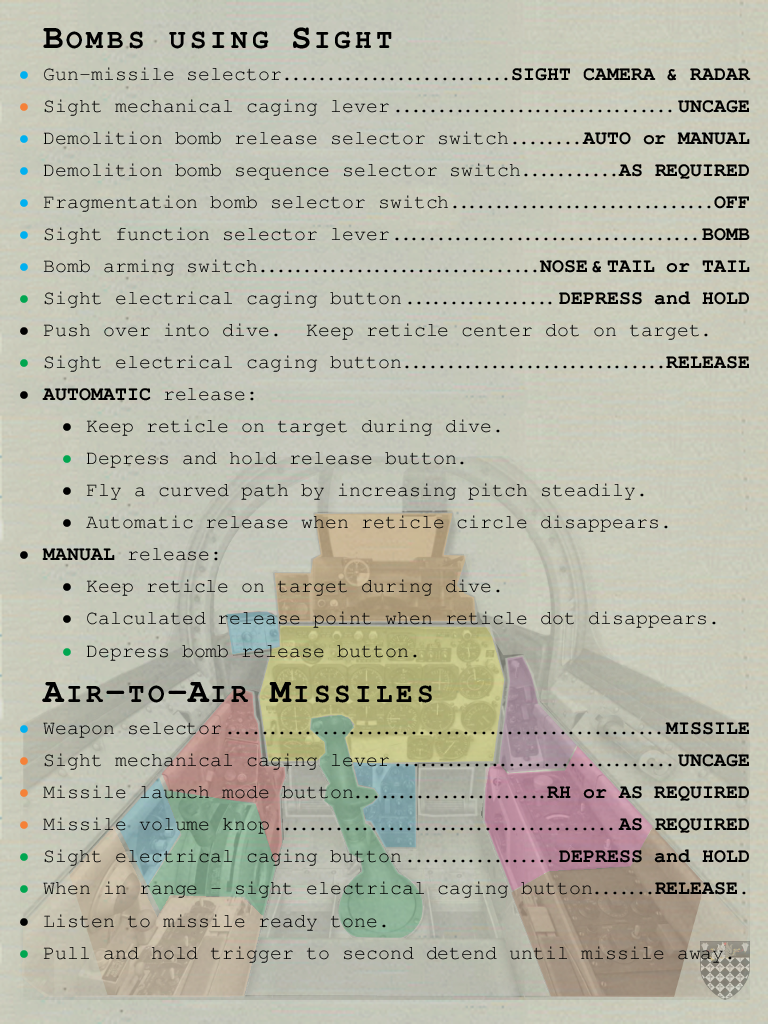 BOMBS USING SIGHT
• Gun-missile selector..........................SIGHT CAMERA & RADAR
• Sight mechanical caging lever...............................UNCAGE
• Demolition bomb release selector switch........AUTO or MANUAL
• Demolition bomb sequence selector switch...........AS REQUIRED
• Fragmentation bomb selector switch.............................OFF
• Sight function selector lever..................................BOMB
• Bomb arming switch...............................NOSE & TAIL or TAIL
• Sight electrical caging button.................DEPRESS and HOLD
• Push over into dive. Keep reticle center dot on target.
• Sight electrical caging button.............................RELEASE
• AUTOMATIC release:
• Keep reticle on target during dive.
• Depress and hold release button.
• Fly a curved path by increasing pitch steadily.
• Automatic release when reticle circle disappears.
• MANUAL release:
• Keep reticle on target during dive.
• Calculated release point when reticle dot disappears.
• Depress bomb release button.
AIR-TO-AIR MISSILES
• Weapon selector................................................MISSILE
• Sight mechanical caging lever...............................UNCAGE
• Missile launch mode button.....................RH or AS REQUIRED
• Missile volume knop......................................AS REQUIRED
• Sight electrical caging button.................DEPRESS and HOLD
• When in range - sight electrical caging button.......RELEASE.
• Listen to missile ready tone.
• Pull and hold trigger to second detend until missile away.